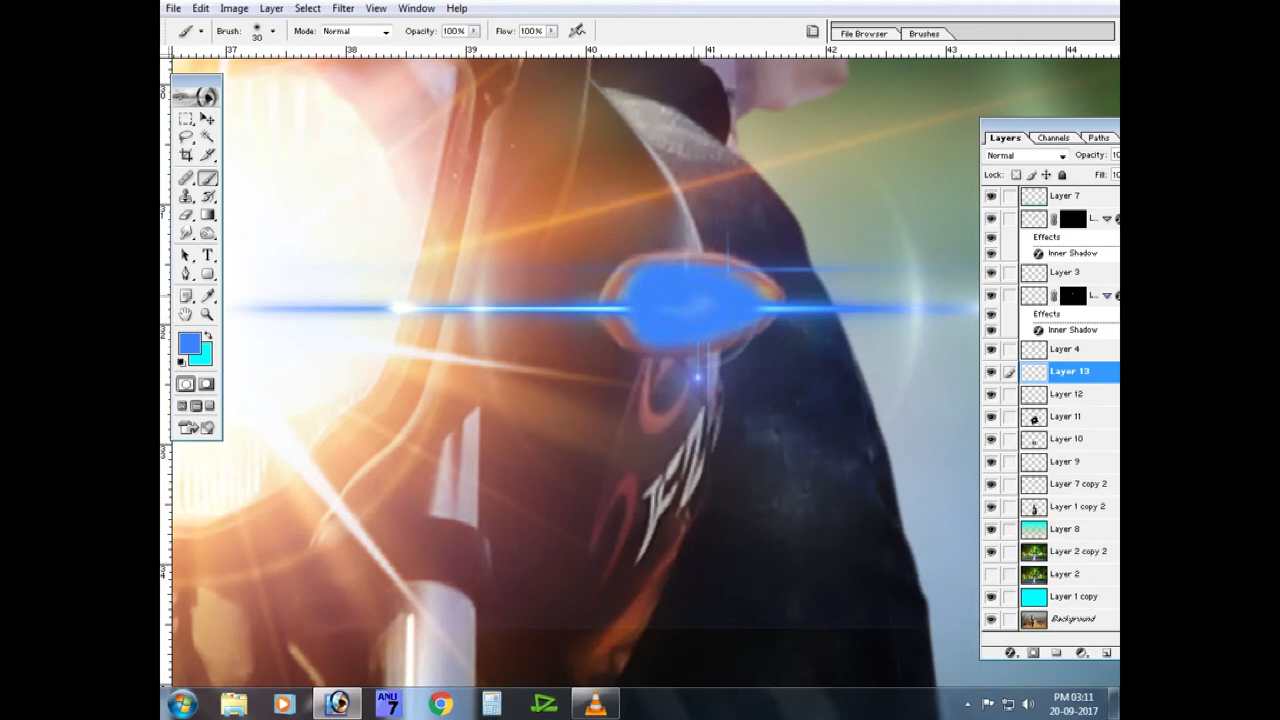 File Edit Image Layer Select Filter View Window Help
Brush: 30 Mode: Normal Opacity: 100% Flow: 100% File Browser Brushes
37 38 39 40 41 42 43 44
Layers Channels Paths
Normal Opacity: 10
Lock: Fill: 10
Layer 7
L...
Effects
Inner Shadow
Layer 3
L...
Effects
Inner Shadow
Layer 4
Layer 13
Layer 12
Layer 11
Layer 10
Layer 9
Layer 7 copy 2
Layer 1 copy 2
Layer 8
Layer 2 copy 2
Layer 2
Layer 1 copy
Background
ANU 7
PM 03:11
20-09-2017